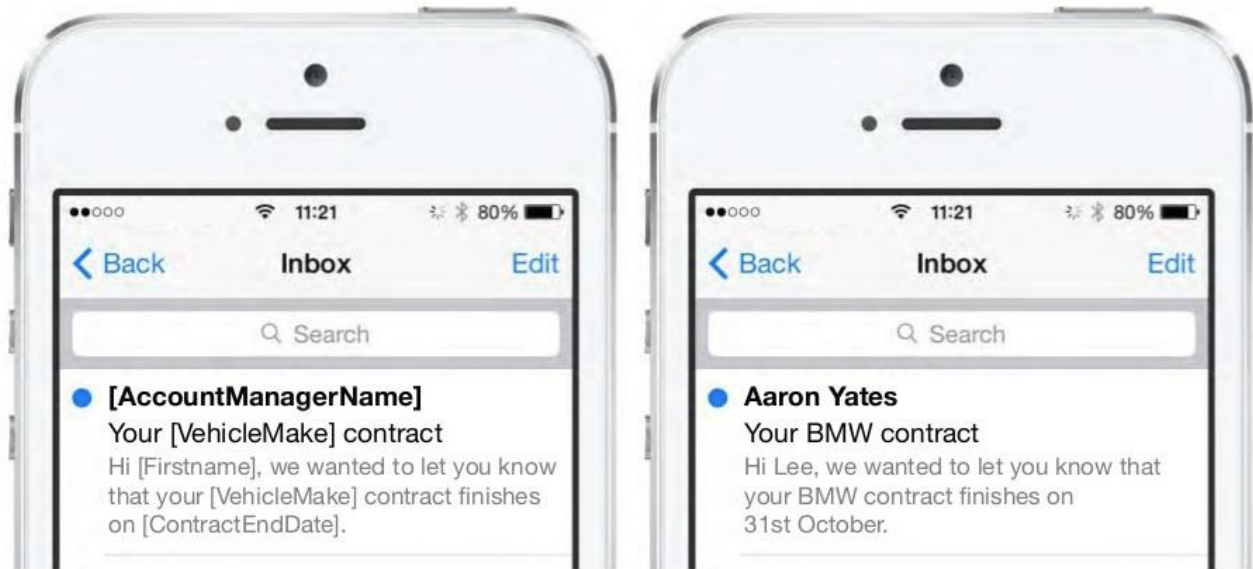 11:21
80%
Back
Inbox
Edit
Search
[AccountManagerName]
Your [VehicleMake] contract
Hi [Firstname], we wanted to let you know
that your [VehicleMake] contract finishes
on [ContractEndDate].
11:21
80%
Back
Inbox
Edit
Search
Aaron Yates
Your BMW contract
Hi Lee, we wanted to let you know that
your BMW contract finishes on
31st October.